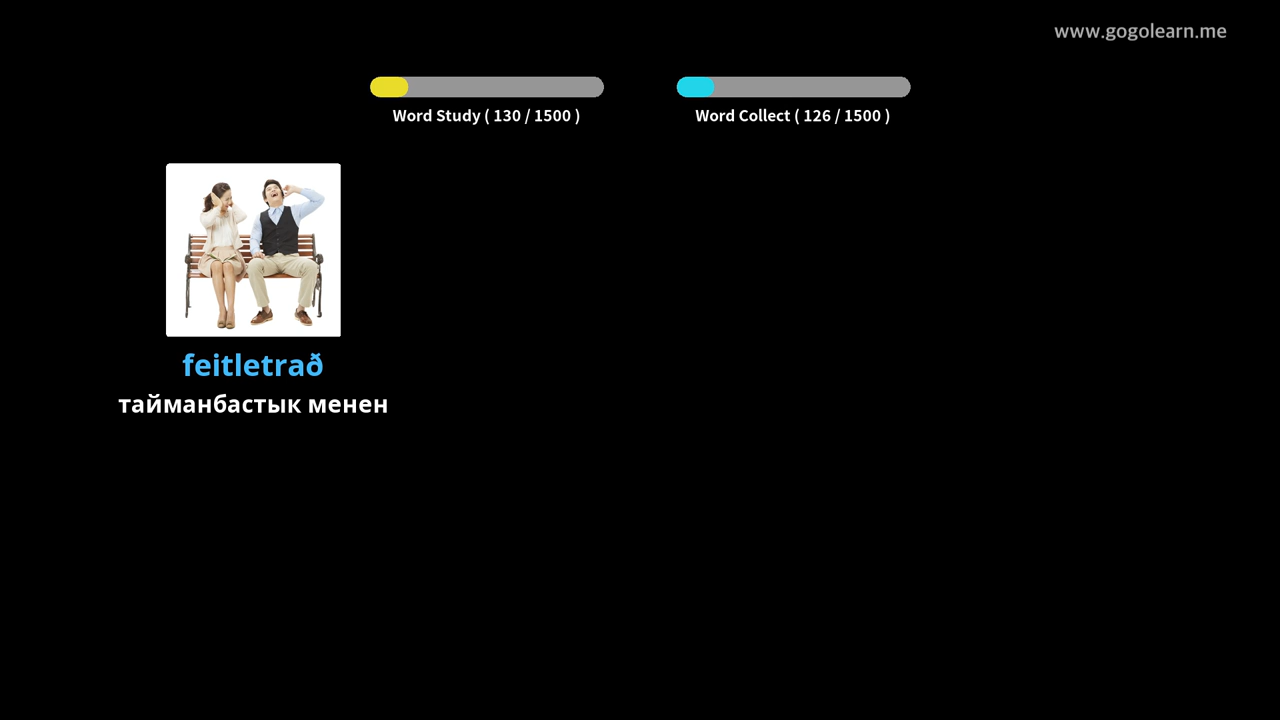 www.gogolearn.me
Word Study ( 130 / 1500 )
Word Collect ( 126 / 1500 )
feitletrað
тайманбастык менен